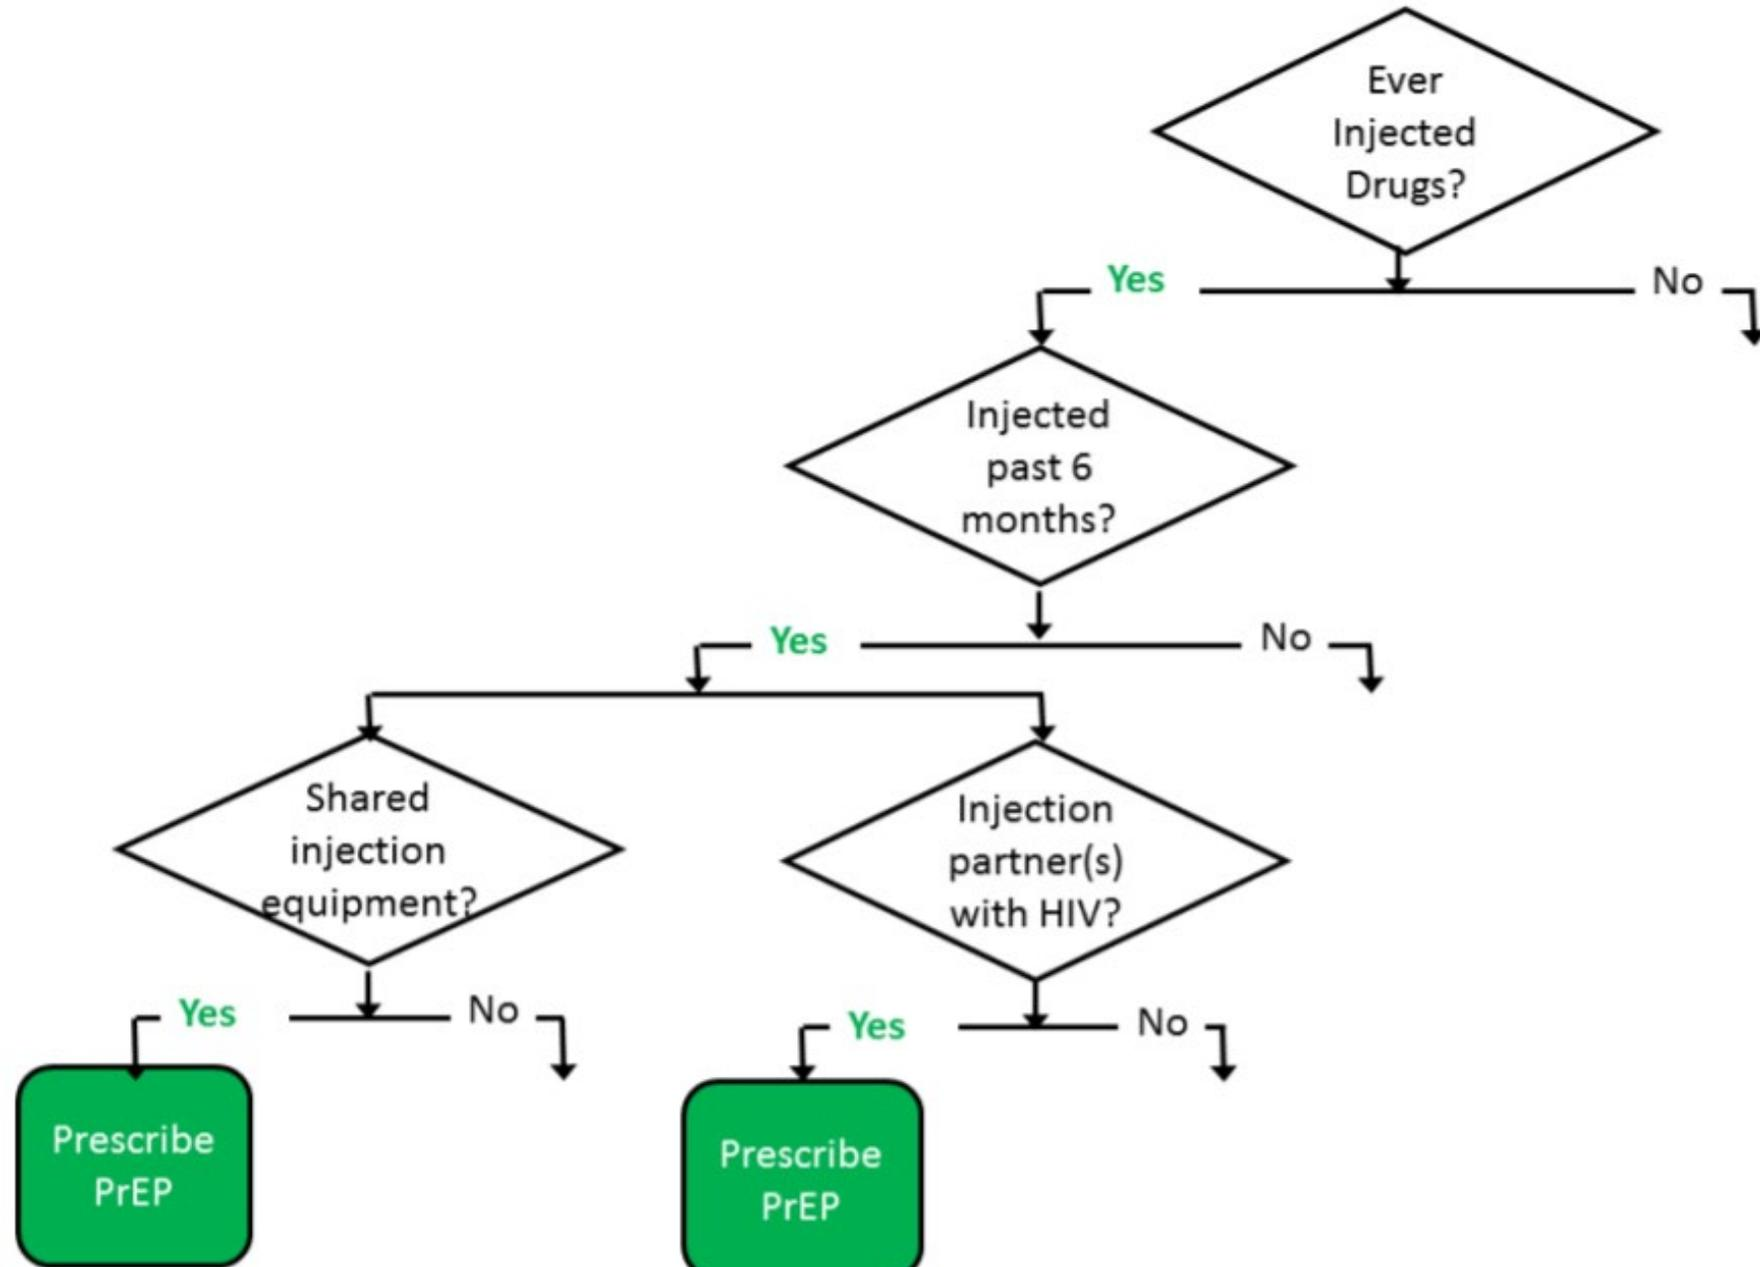 Ever
Injected
Drugs?
Yes
No
Injected
past 6
months?
Yes
No
Shared
injection
equipment?
Injection
partner(s)
with HIV?
Yes
No
Yes
No
Prescribe
PrEP
Prescribe
PrEP